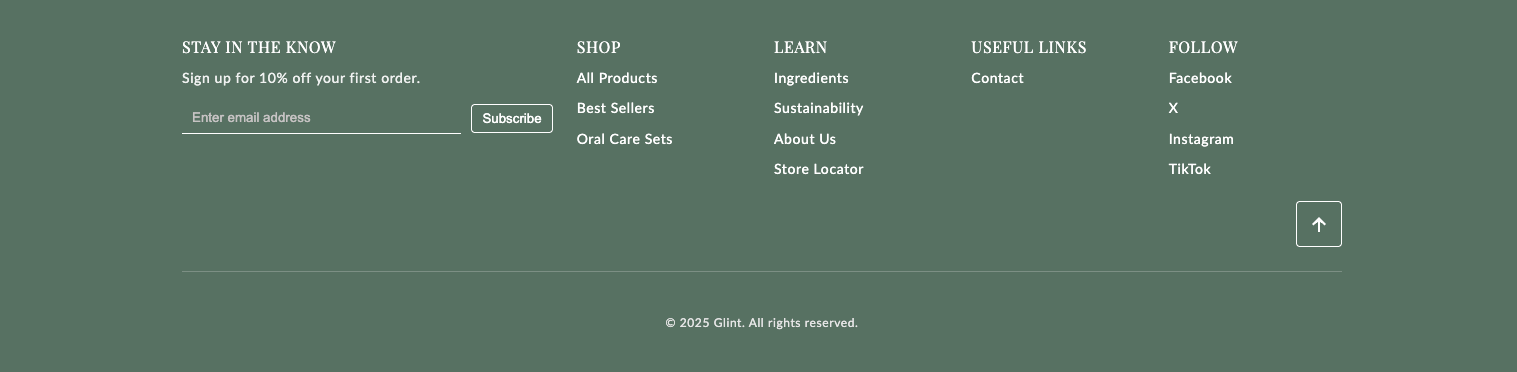 STAY IN THE KNOW
Sign up for 10% off your first order.
Enter email address
Subscribe
SHOP
All Products
Best Sellers
Oral Care Sets
LEARN
Ingredients
Sustainability
About Us
Store Locator
USEFUL LINKS
Contact
FOLLOW
Facebook
X
Instagram
TikTok
© 2025 Glint. All rights reserved.